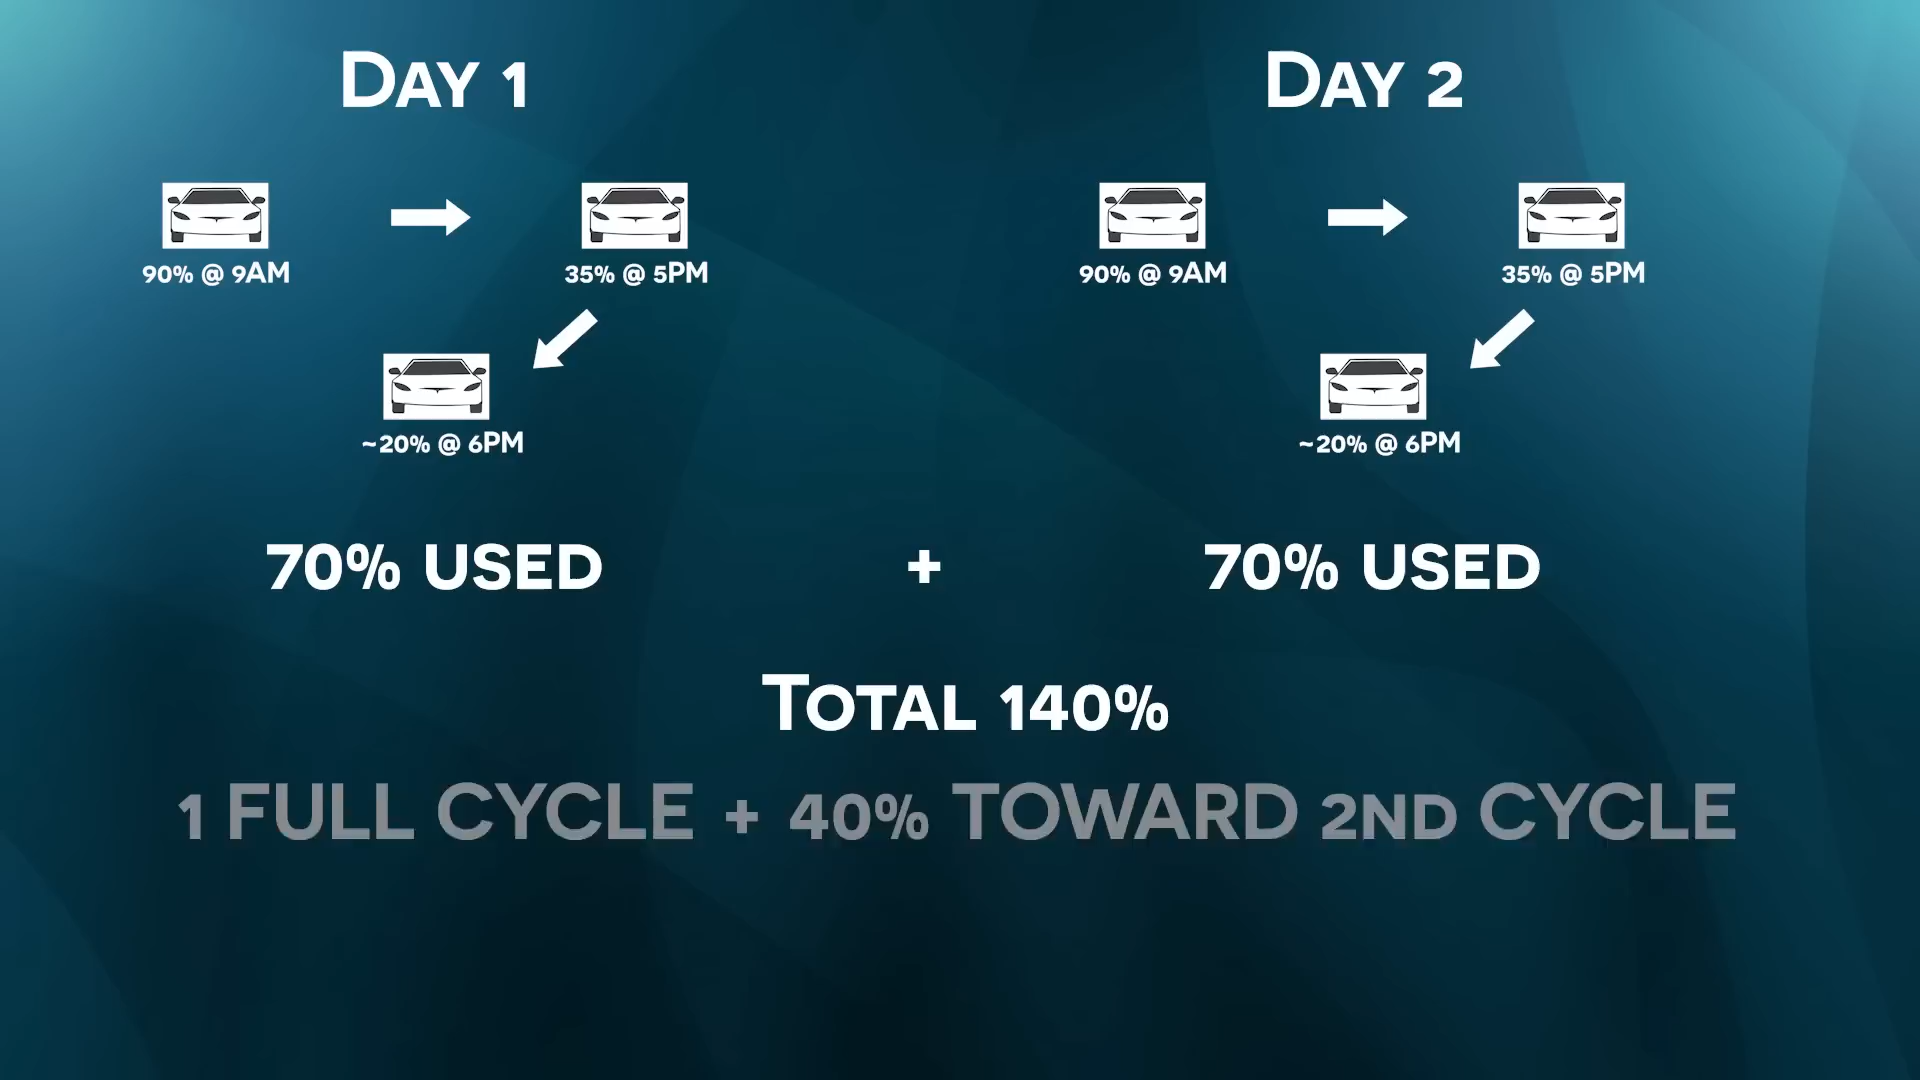 DAY 1
DAY 2
90% @ 9AM
35% @ 5PM
90% @ 9AM
35% @ 5PM
~20% @ 6PM
~20% @ 6PM
70% USED + 70% USED
TOTAL 140%
1 FULL CYCLE + 40% TOWARD 2ND CYCLE